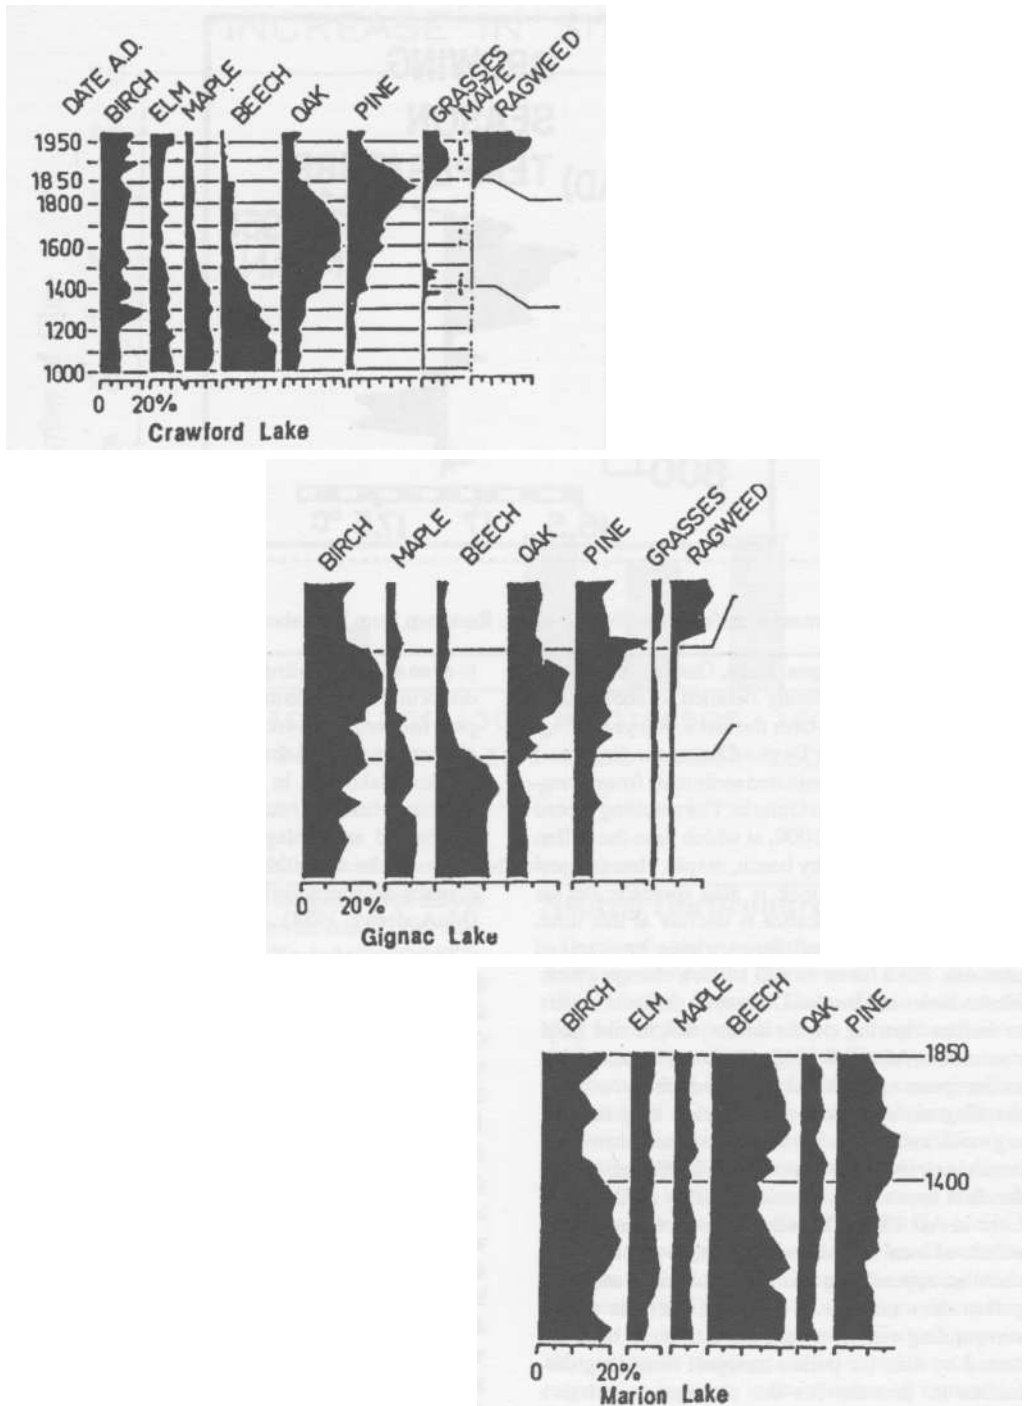 DATE A.D. BIRCH ELM MAPLE BEECH OAK PINE GRASSES MAIZE RAGWEED
1950
1850
1800
1600
1400
1200
1000
0 20%
Crawford Lake
BIRCH MAPLE BEECH OAK PINE GRASSES RAGWEED
0 20%
Gignac Lake
BIRCH ELM MAPLE BEECH OAK PINE
1850
1400
0 20%
Marion Lake